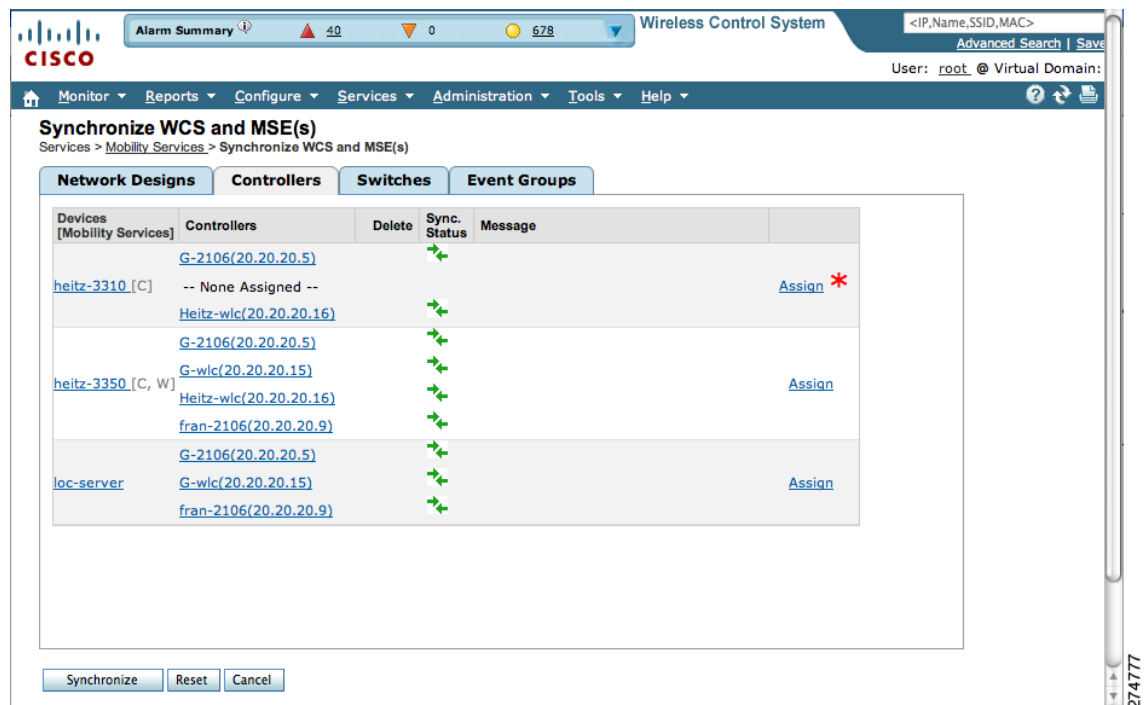 Alarm Summary 40 0 678
Wireless Control System
<IP,Name,SSID,MAC>
Advanced Search | Save
CISCO
User: root @ Virtual Domain:
Monitor Reports Configure Services Administration Tools Help
Synchronize WCS and MSE(s)
Services > Mobility Services > Synchronize WCS and MSE(s)
Network Designs Controllers Switches Event Groups
Devices [Mobility Services] Controllers Delete Sync. Status Message
G-2106(20.20.20.5)
heitz-3310 [C] -- None Assigned -- Assign *
Heitz-wlc(20.20.20.16)
G-2106(20.20.20.5)
G-wlc(20.20.20.15)
heitz-3350 [C, W] Assign
Heitz-wlc(20.20.20.16)
fran-2106(20.20.20.9)
G-2106(20.20.20.5)
loc-server G-wlc(20.20.20.15) Assign
fran-2106(20.20.20.9)
Synchronize Reset Cancel
274777